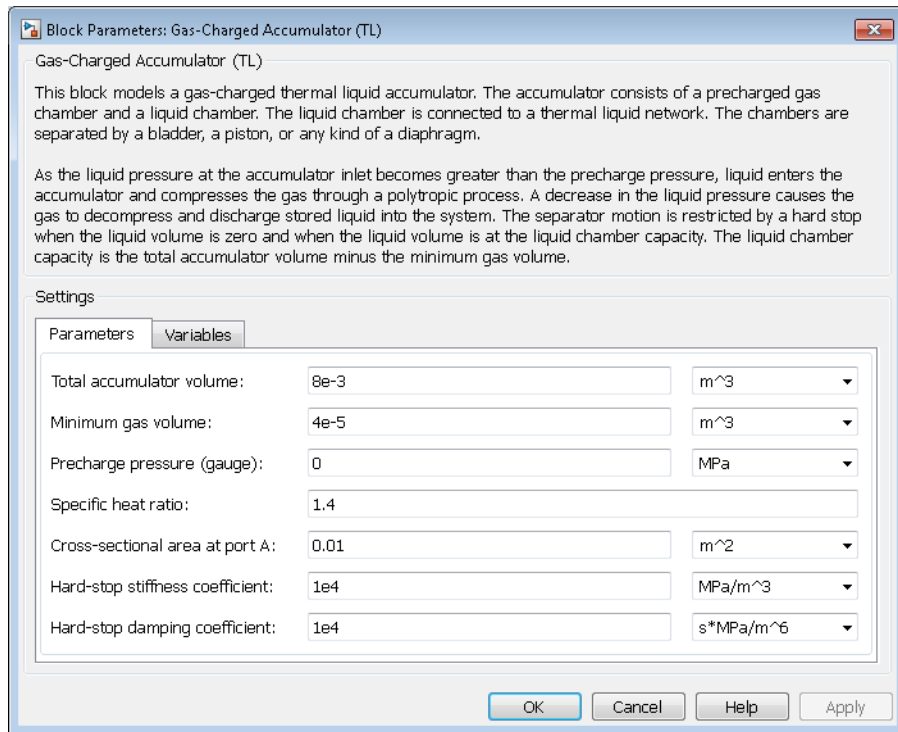 Block Parameters: Gas-Charged Accumulator (TL)
Gas-Charged Accumulator (TL)
This block models a gas-charged thermal liquid accumulator. The accumulator consists of a precharged gas
chamber and a liquid chamber. The liquid chamber is connected to a thermal liquid network. The chambers are
separated by a bladder, a piston, or any kind of a diaphragm.
As the liquid pressure at the accumulator inlet becomes greater than the precharge pressure, liquid enters the
accumulator and compresses the gas through a polytropic process. A decrease in the liquid pressure causes the
gas to decompress and discharge stored liquid into the system. The separator motion is restricted by a hard stop
when the liquid volume is zero and when the liquid volume is at the liquid chamber capacity. The liquid chamber
capacity is the total accumulator volume minus the minimum gas volume.
Settings
Parameters Variables
Total accumulator volume: 8e-3 m^3
Minimum gas volume: 4e-5 m^3
Precharge pressure (gauge): 0 MPa
Specific heat ratio: 1.4
Cross-sectional area at port A: 0.01 m^2
Hard-stop stiffness coefficient: 1e4 MPa/m^3
Hard-stop damping coefficient: 1e4 s*MPa/m^6
OK Cancel Help Apply